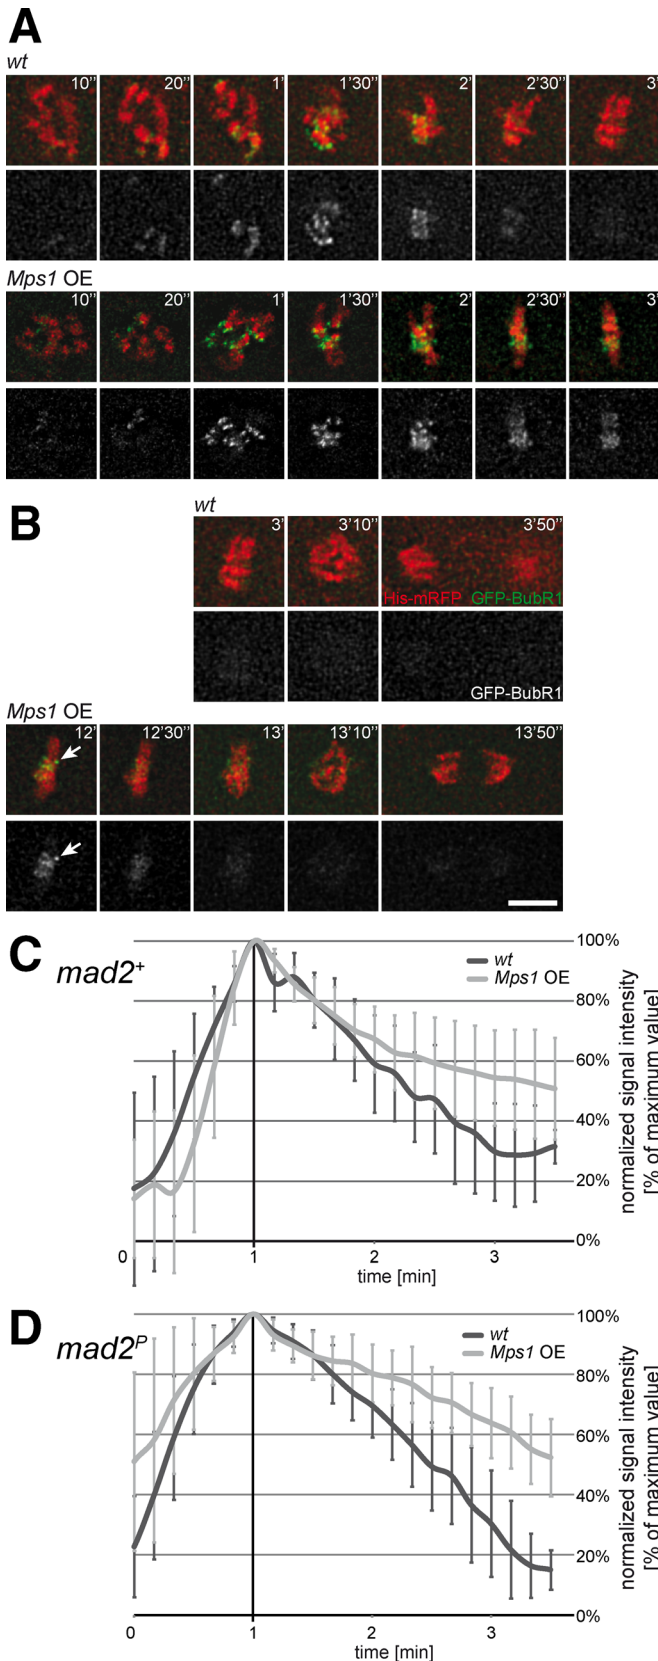 A
wt
10’’ 20’’ 1’ 1’30’’ 2’ 2’30’’ 3’
Mps1 OE
10’’ 20’’ 1’ 1’30’’ 2’ 2’30’’ 3’
B
wt
3’ 3’10’’ 3’50’’
His-mRFP GFP-BubR1
GFP-BubR1
Mps1 OE
12’ 12’30’’ 13’ 13’10’’ 13’50’’
C
mad2+
wt
Mps1 OE
100%
80%
60%
40%
20%
0%
normalized signal intensity
[% of maximum value]
0 1 2 3
time [min]
D
mad2P
wt
Mps1 OE
100%
80%
60%
40%
20%
0%
normalized signal intensity
[% of maximum value]
0 1 2 3
time [min]